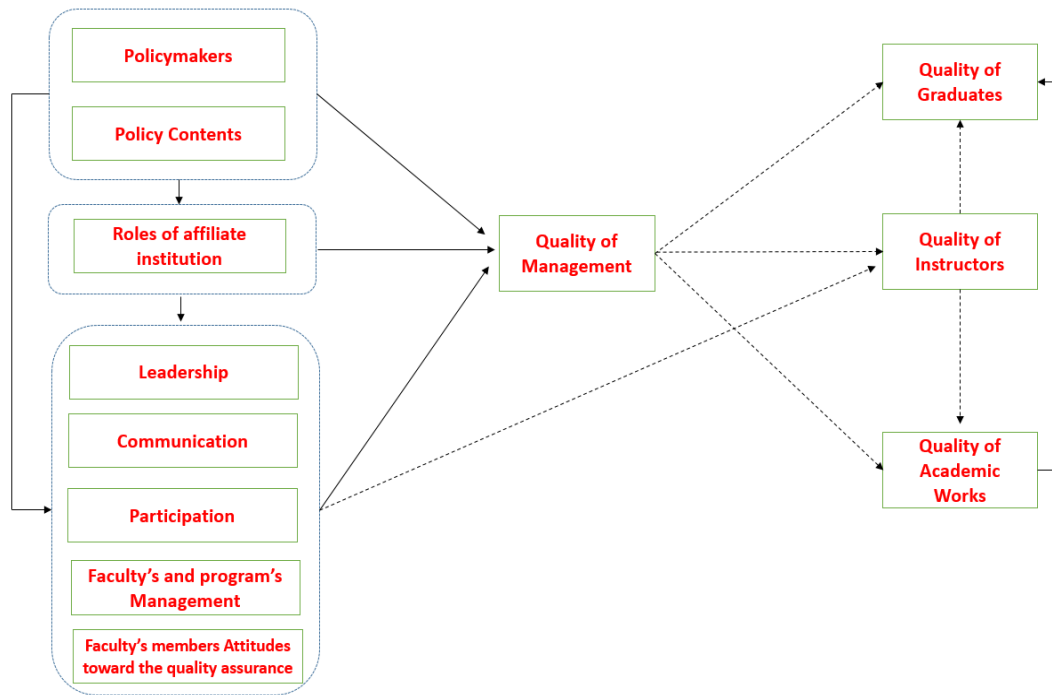 Policymakers
Policy Contents
Roles of affiliate
institution
Leadership
Communication
Participation
Faculty's and program's
Management
Faculty's members Attitudes
toward the quality assurance
Quality of
Management
Quality of
Graduates
Quality of
Instructors
Quality of
Academic
Works